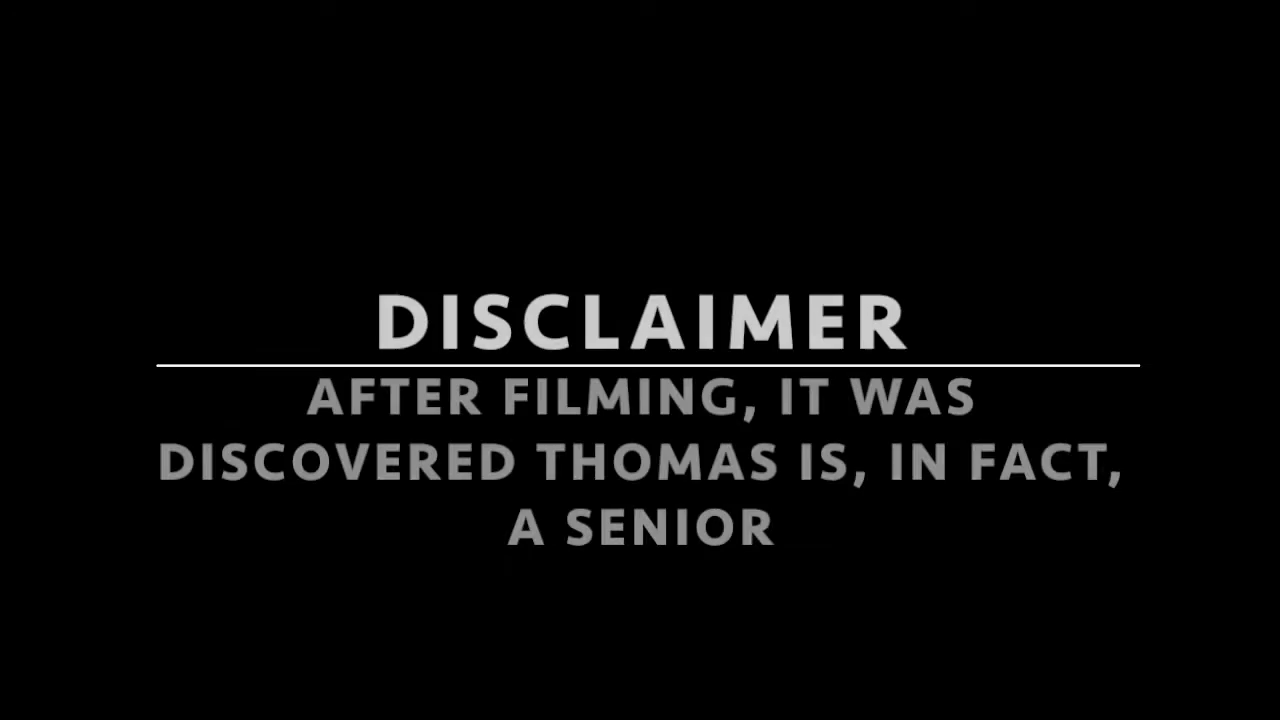 DISCLAIMER
AFTER FILMING, IT WAS
DISCOVERED THOMAS IS, IN FACT,
A SENIOR